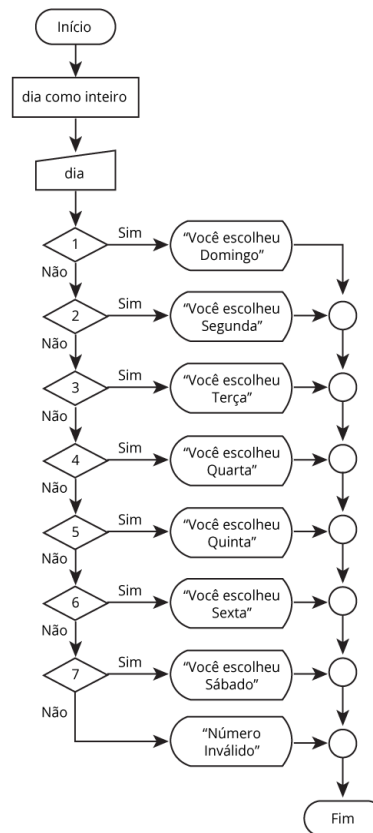 Início
dia como inteiro
dia
1
Sim
“Você escolheu
Domingo”
Não
2
Sim
“Você escolheu
Segunda”
Não
3
Sim
“Você escolheu
Terça”
Não
4
Sim
“Você escolheu
Quarta”
Não
5
Sim
“Você escolheu
Quinta”
Não
6
Sim
“Você escolheu
Sexta”
Não
7
Sim
“Você escolheu
Sábado”
Não
“Número
Inválido”
Fim